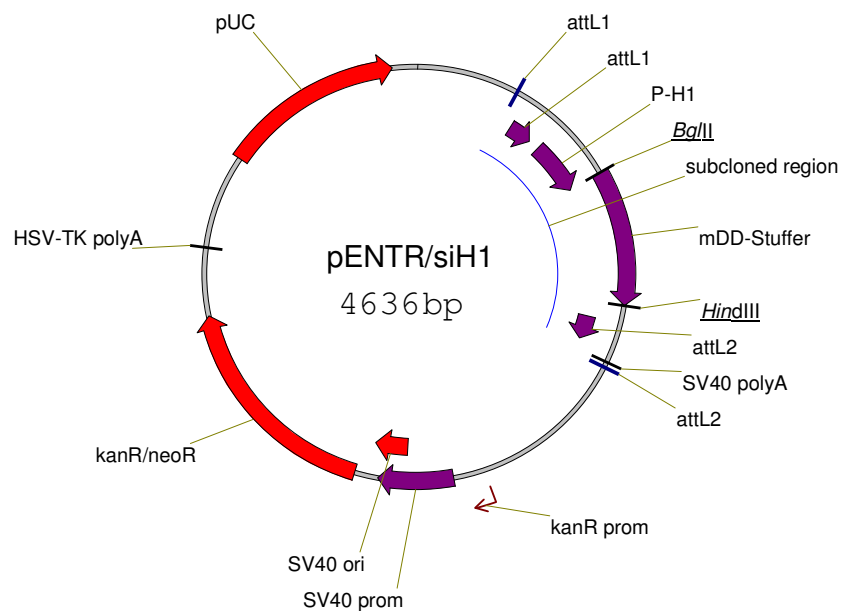 pUC
attL1
attL1
P-H1
BglII
subcloned region
HSV-TK polyA
mDD-Stuffer
pENTR/siH1
4636bp
HindIII
attL2
SV40 polyA
attL2
kanR/neoR
kanR prom
SV40 ori
SV40 prom